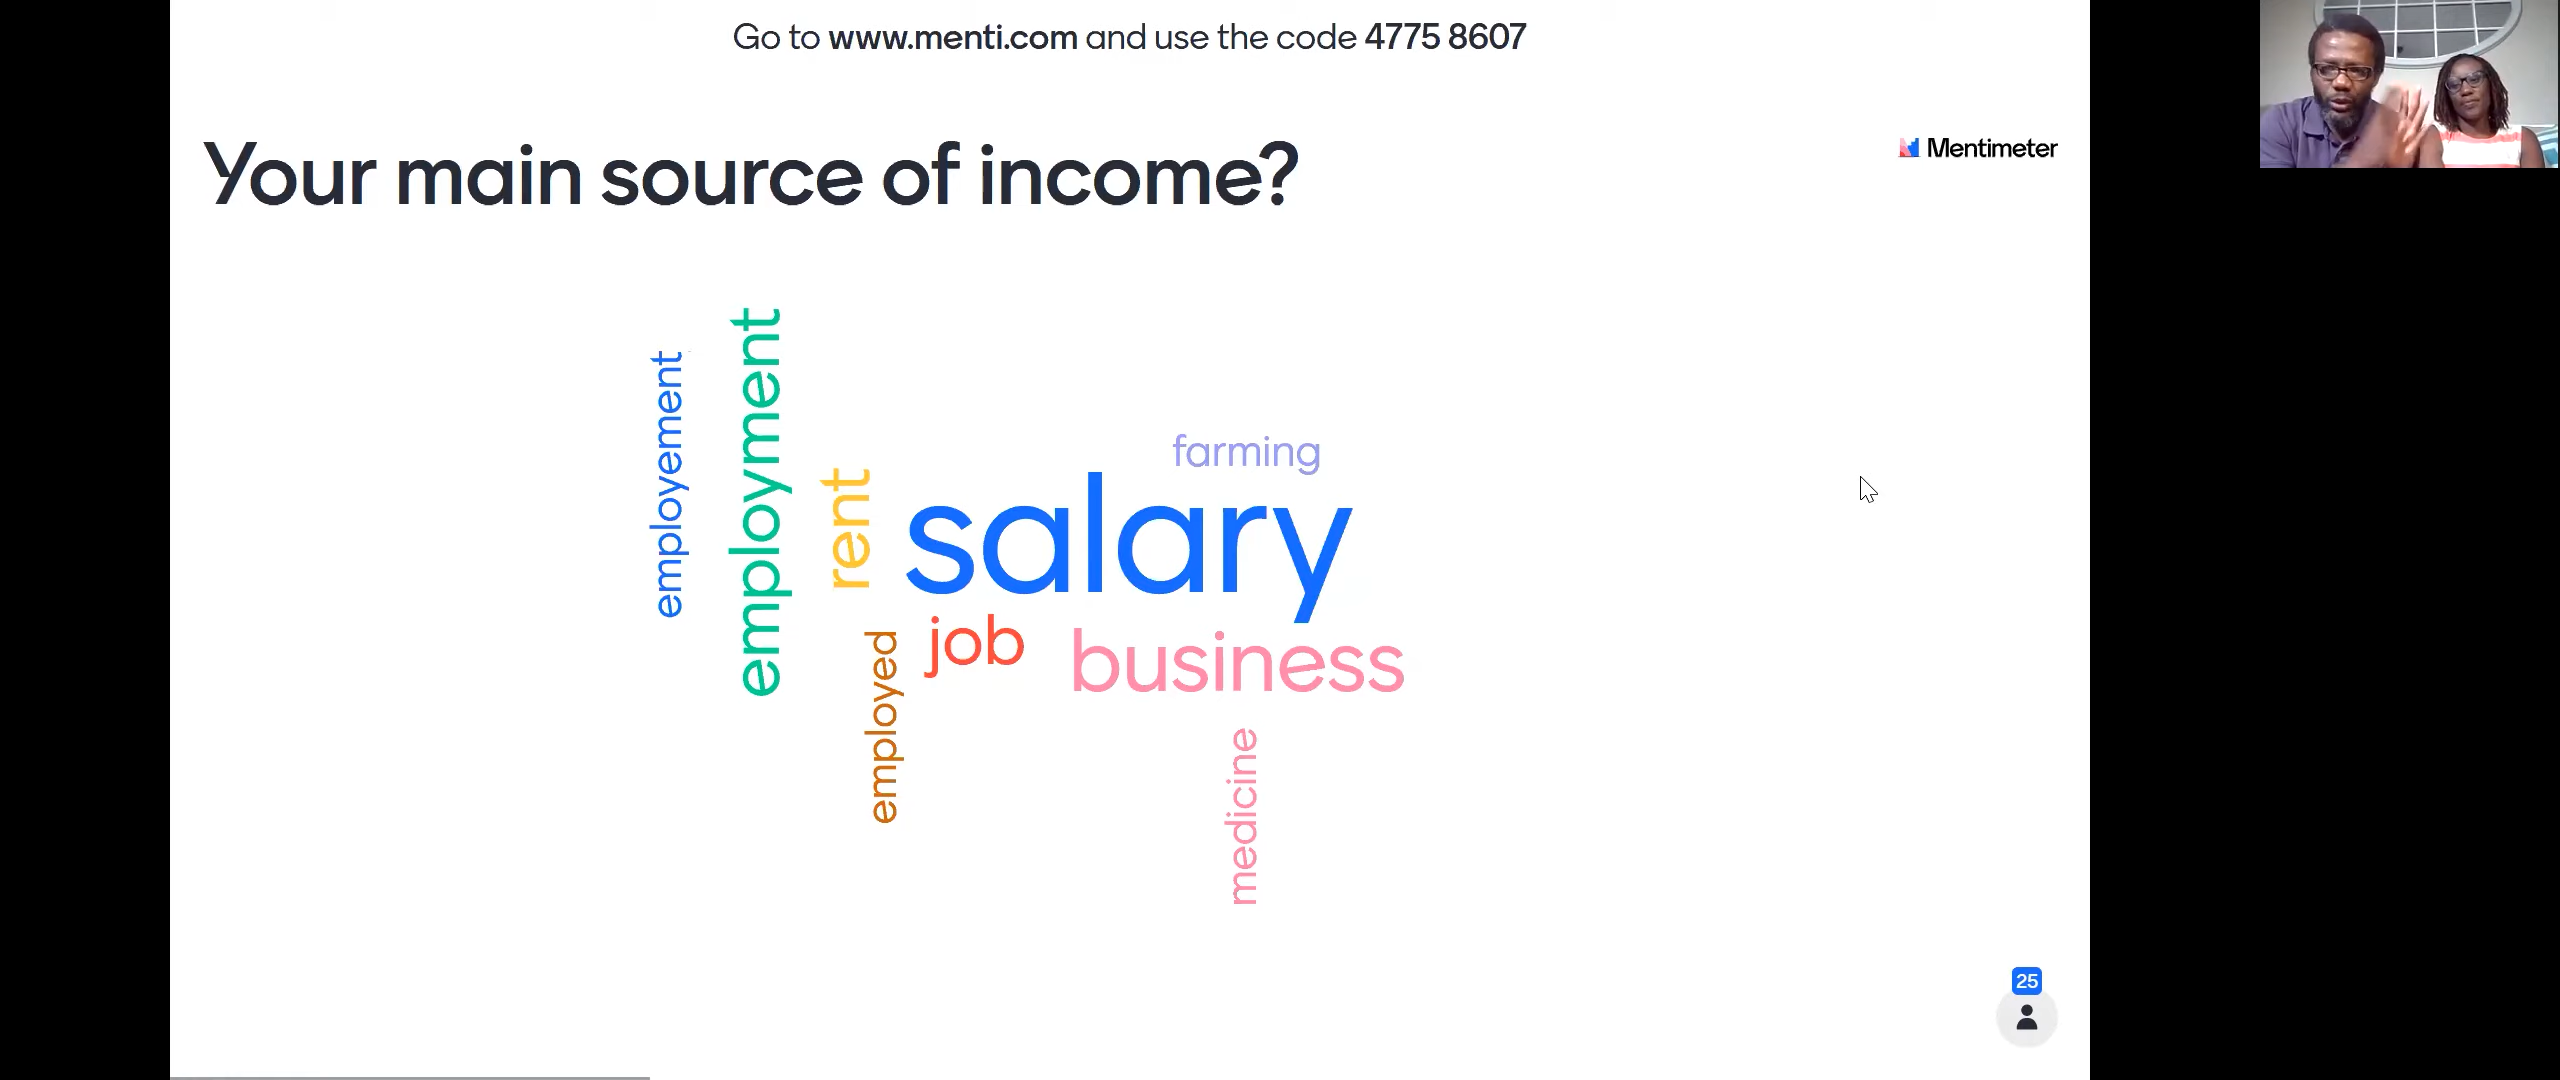 Go to www.menti.com and use the code 4775 8607
Your main source of income?
Mentimeter
employement
employment
rent
farming
salary
job
business
employed
medicine
25